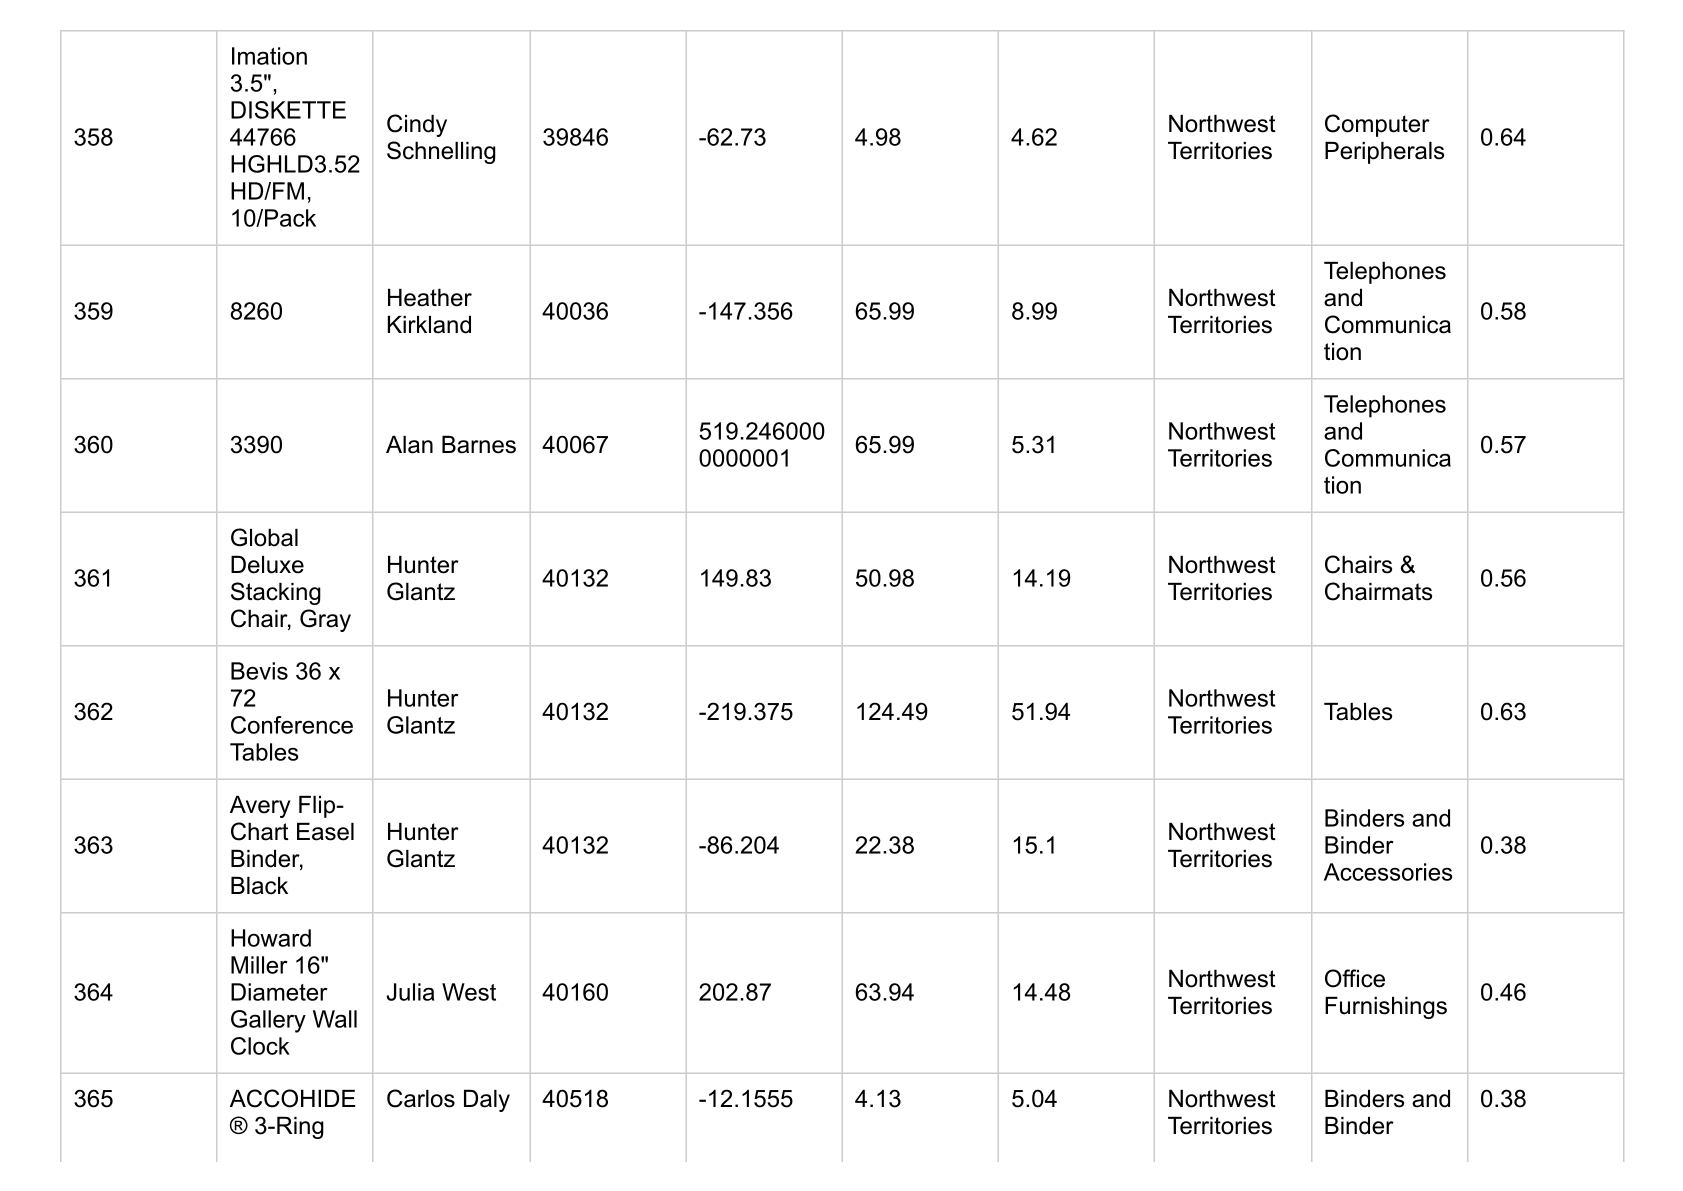 358
Imation
3.5",
DISKETTE
44766
HGHLD3.52
HD/FM,
10/Pack
Cindy
Schnelling
39846
-62.73
4.98
4.62
Northwest
Territories
Computer
Peripherals
0.64
359
8260
Heather
Kirkland
40036
-147.356
65.99
8.99
Northwest
Territories
Telephones
and
Communica
tion
0.58
360
3390
Alan Barnes
40067
519.246000
0000001
65.99
5.31
Northwest
Territories
Telephones
and
Communica
tion
0.57
361
Global
Deluxe
Stacking
Chair, Gray
Hunter
Glantz
40132
149.83
50.98
14.19
Northwest
Territories
Chairs &
Chairmats
0.56
362
Bevis 36 x
72
Conference
Tables
Hunter
Glantz
40132
-219.375
124.49
51.94
Northwest
Territories
Tables
0.63
363
Avery Flip-
Chart Easel
Binder,
Black
Hunter
Glantz
40132
-86.204
22.38
15.1
Northwest
Territories
Binders and
Binder
Accessories
0.38
364
Howard
Miller 16"
Diameter
Gallery Wall
Clock
Julia West
40160
202.87
63.94
14.48
Northwest
Territories
Office
Furnishings
0.46
365
ACCOHIDE
® 3-Ring
Carlos Daly
40518
-12.1555
4.13
5.04
Northwest
Territories
Binders and
Binder
0.38